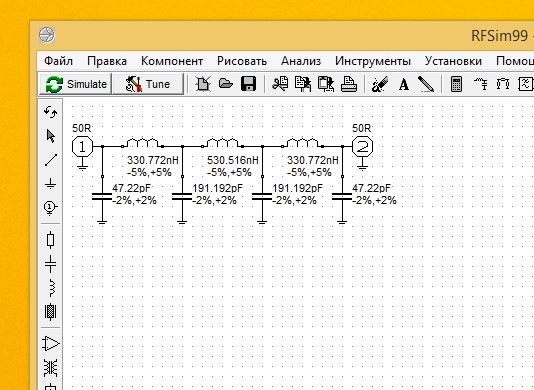 RFSim99 -
Файл Правка Компонент Рисовать Анализ Инструменты Установки
Simulate Tune A
50R 50R
1 2
330.772nH 530.516nH 330.772nH
-5%,+5% -5%,+5% -5%,+5%
47.22pF 191.192pF 191.192pF 47.22pF
-2%,+2% -2%,+2% -2%,+2% -2%,+2%